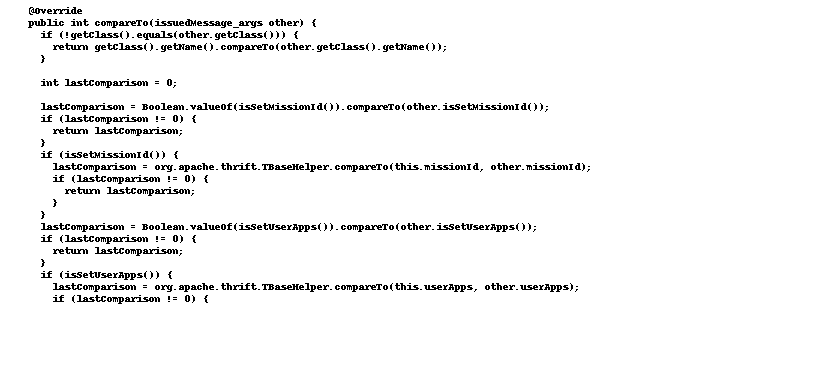 @Override
public int compareTo(issuedMessage_args other) {
if (!getClass().equals(other.getClass())) {
return getClass().getName().compareTo(other.getClass().getName());
}
int lastComparison = 0;
lastComparison = Boolean.valueOf(isSetMissionId()).compareTo(other.isSetMissionId());
if (lastComparison != 0) {
return lastComparison;
}
if (isSetMissionId()) {
lastComparison = org.apache.thrift.TBaseHelper.compareTo(this.missionId, other.missionId);
if (lastComparison != 0) {
return lastComparison;
}
}
lastComparison = Boolean.valueOf(isSetUserApps()).compareTo(other.isSetUserApps());
if (lastComparison != 0) {
return lastComparison;
}
if (isSetUserApps()) {
lastComparison = org.apache.thrift.TBaseHelper.compareTo(this.userApps, other.userApps);
if (lastComparison != 0) {